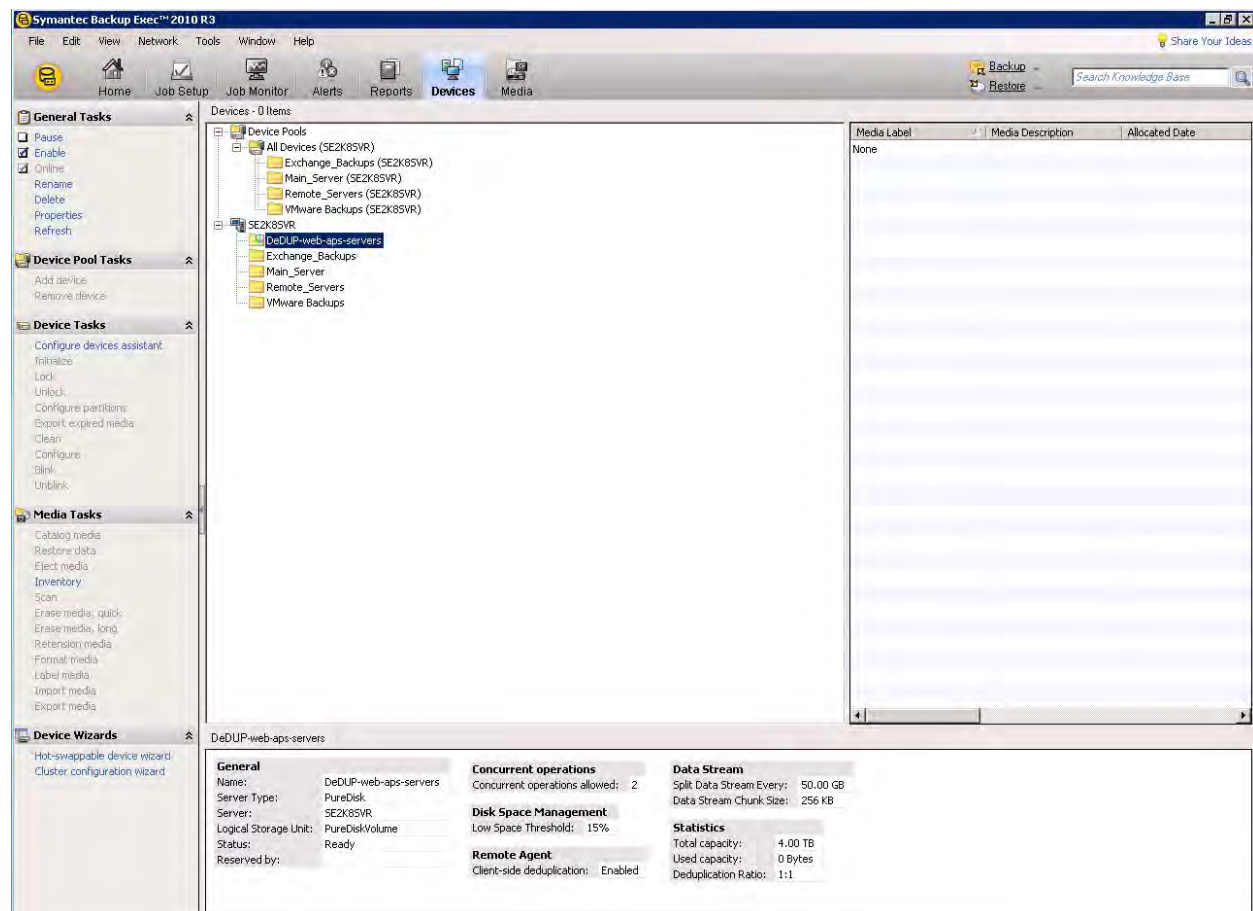 Symantec Backup Exec™ 2010 R3
File Edit View Network Tools Window Help
Share Your Ideas
Home Job Setup Job Monitor Alerts Reports Devices Media
Backup
Restore
Search Knowledge Base
General Tasks
Pause
Enable
Online
Rename
Delete
Properties
Refresh
Device Pool Tasks
Add device
Remove device
Device Tasks
Configure devices assistant
Initialize
Lock
Unlock
Configure partitions
Export expired media
Clean
Configure
Blink
Unblink
Media Tasks
Catalog media
Restore data
Eject media
Inventory
Scan
Erase media, quick
Erase media, long
Retension media
Format media
Label media
Import media
Export media
Device Wizards
Hot-swappable device wizard
Cluster configuration wizard
Devices - 0 Items
Device Pools
All Devices (SE2K8SVR)
Exchange_Backups (SE2K8SVR)
Main_Server (SE2K8SVR)
Remote_Servers (SE2K8SVR)
VMware Backups (SE2K8SVR)
SE2K8SVR
DeDUP-web-aps-servers
Exchange_Backups
Main_Server
Remote_Servers
VMware Backups
Media Label Media Description Allocated Date
None
DeDUP-web-aps-servers
General
Name: DeDUP-web-aps-servers
Server Type: PureDisk
Server: SE2K8SVR
Logical Storage Unit: PureDiskVolume
Status: Ready
Reserved by:
Concurrent operations
Concurrent operations allowed: 2
Disk Space Management
Low Space Threshold: 15%
Remote Agent
Client-side deduplication: Enabled
Data Stream
Split Data Stream Every: 50.00 GB
Data Stream Chunk Size: 256 KB
Statistics
Total capacity: 4.00 TB
Used capacity: 0 Bytes
Deduplication Ratio: 1:1